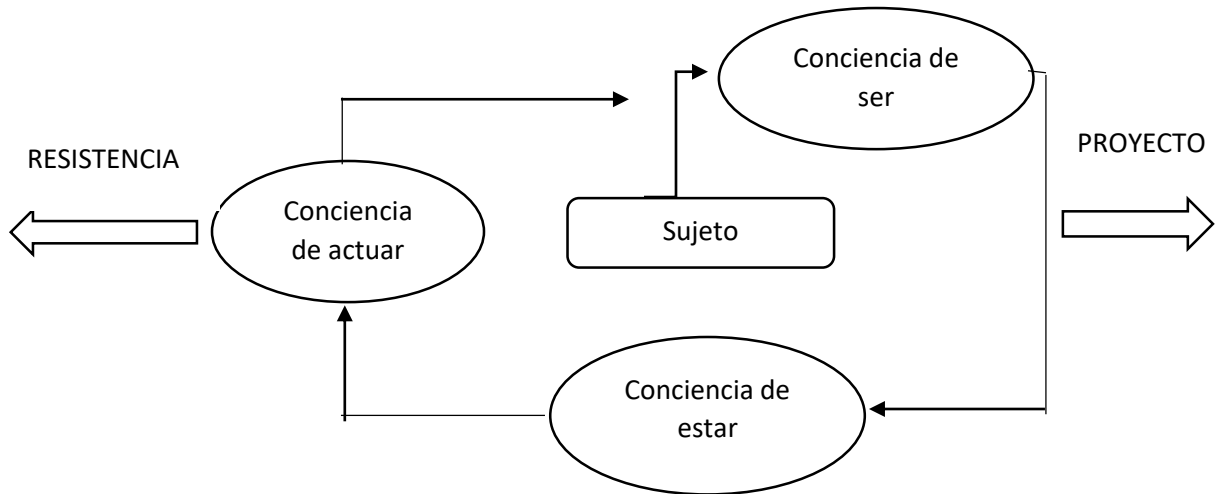 Conciencia de
ser
RESISTENCIA
PROYECTO
Conciencia
de actuar
Sujeto
Conciencia de
estar